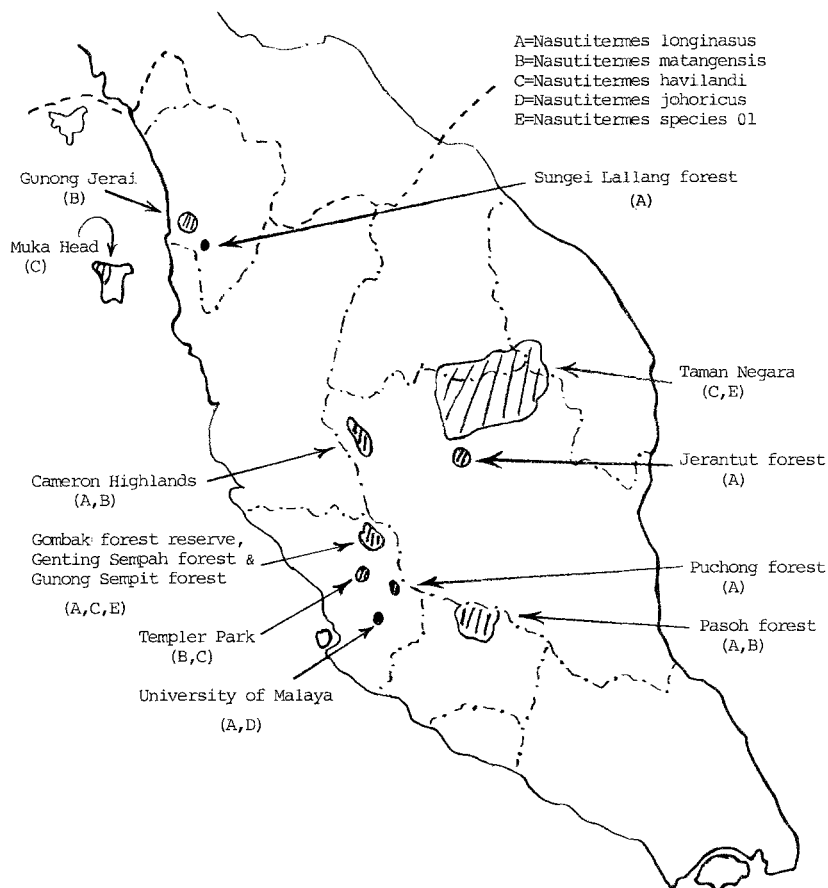 A=Nasutitermes longinasus
B=Nasutitermes matangensis
C=Nasutitermes havilandi
D=Nasutitermes johoricus
E=Nasutitermes species 01
Gunong Jerai
(B)
Sungei Lallang forest
(A)
Muka Head
(C)
Taman Negara
(C,E)
Jerantut forest
(A)
Cameron Highlands
(A,B)
Gombak forest reserve,
Genting Sempah forest &
Gunong Sempit forest
(A,C,E)
Puchong forest
(A)
Pasoh forest
(A,B)
Templer Park
(B,C)
University of Malaya
(A,D)